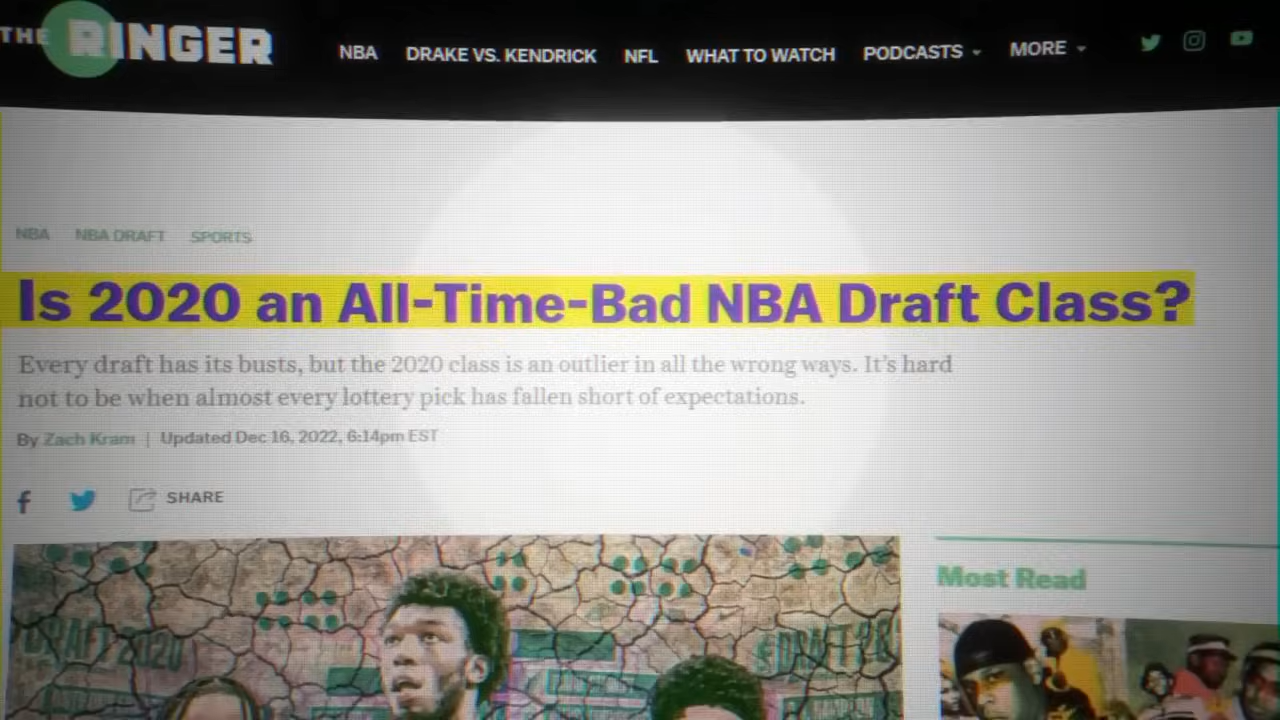 THE RINGER
NBA DRAKE VS. KENDRICK NFL WHAT TO WATCH PODCASTS MORE
NBA NBA DRAFT SPORTS
Is 2020 an All-Time-Bad NBA Draft Class?
Every draft has its busts, but the 2020 class is an outlier in all the wrong ways. It’s hard
not to be when almost every lottery pick has fallen short of expectations.
By Zach Kram | Updated Dec 16, 2022, 6:14pm EST
SHARE
Most Read
DRAFT 2020
DRAFT